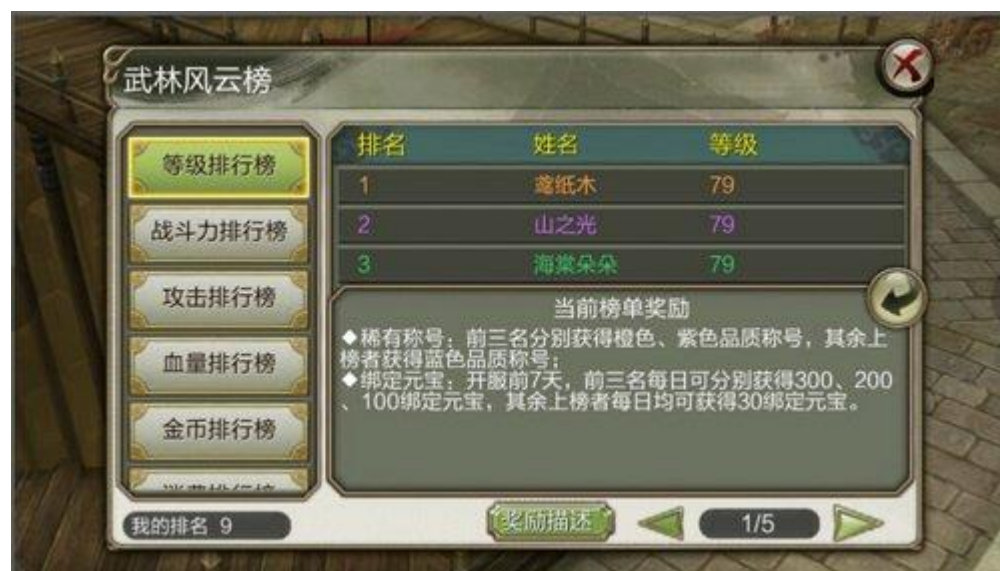 武林风云榜
等级排行榜
战斗力排行榜
攻击排行榜
血量排行榜
金币排行榜
排名 姓名 等级
1 鸢纸木 79
2 山之光 79
3 海棠朵朵 79
当前榜单奖励
◆稀有称号：前三名分别获得橙色、紫色品质称号，其余上
榜者获得蓝色品质称号；
◆绑定元宝：开服前7天，前三名每日可分别获得300、200
、100绑定元宝，其余上榜者每日均可获得30绑定元宝。
我的排名 9
奖励描述
1/5